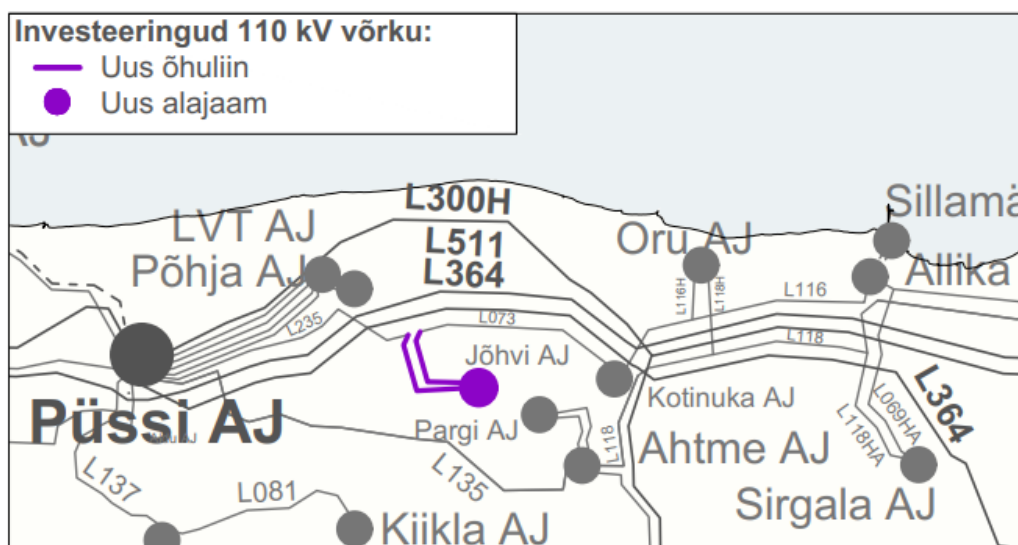 Investeeringud 110 kV võrku:
Uus õhuliin
Uus alajaam
AJ
L300H
Sillamä
LVT AJ
L511
Oru AJ
Põhja AJ
L364
Allika
L116H
L118H
L116
L235
L073
L118
Jõhvi AJ
Kotinuka AJ
L364
Püssi AJ
Pargi AJ
L118
L069HA
L118HA
Ahtme AJ
L137
L081
L135
Sirgala AJ
Kiikla AJ